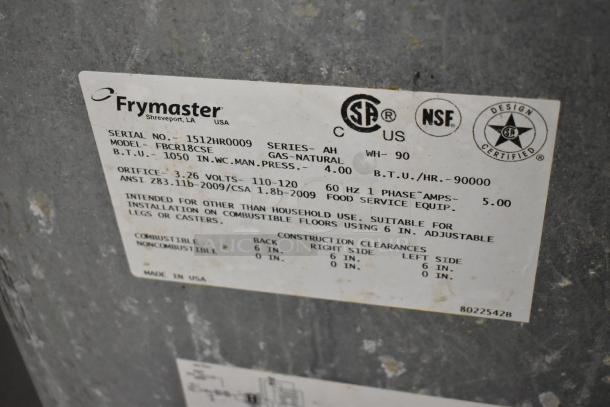 Frymaster
Shreveport, LA USA
CSA ® C US
NSF
DESIGN CSA CERTIFIED ®
SERIAL NO.- 1512HR0009 SERIES- AH WH- 90
MODEL- FBCR18CSE GAS-NATURAL B.T.U./HR.-90000
B.T.U.- 1050 IN.WC.MAN.PRESS.- 4.00
ORIFICE- 3.26 VOLTS- 110-120 60 HZ 1 PHASE AMPS- 5.00
ANSI Z83.11b-2009/CSA 1.8b-2009 FOOD SERVICE EQUIP.
INTENDED FOR OTHER THAN HOUSEHOLD USE. SUITABLE FOR
INSTALLATION ON COMBUSTIBLE FLOORS USING 6 IN. ADJUSTABLE
LEGS OR CASTERS.
CONSTRUCTION CLEARANCES
BACK RIGHT SIDE LEFT SIDE
COMBUSTIBLE - 6 IN. 6 IN. 6 IN.
NONCOMBUSTIBLE - 0 IN. 0 IN. 0 IN.
MADE IN USA
8022542B